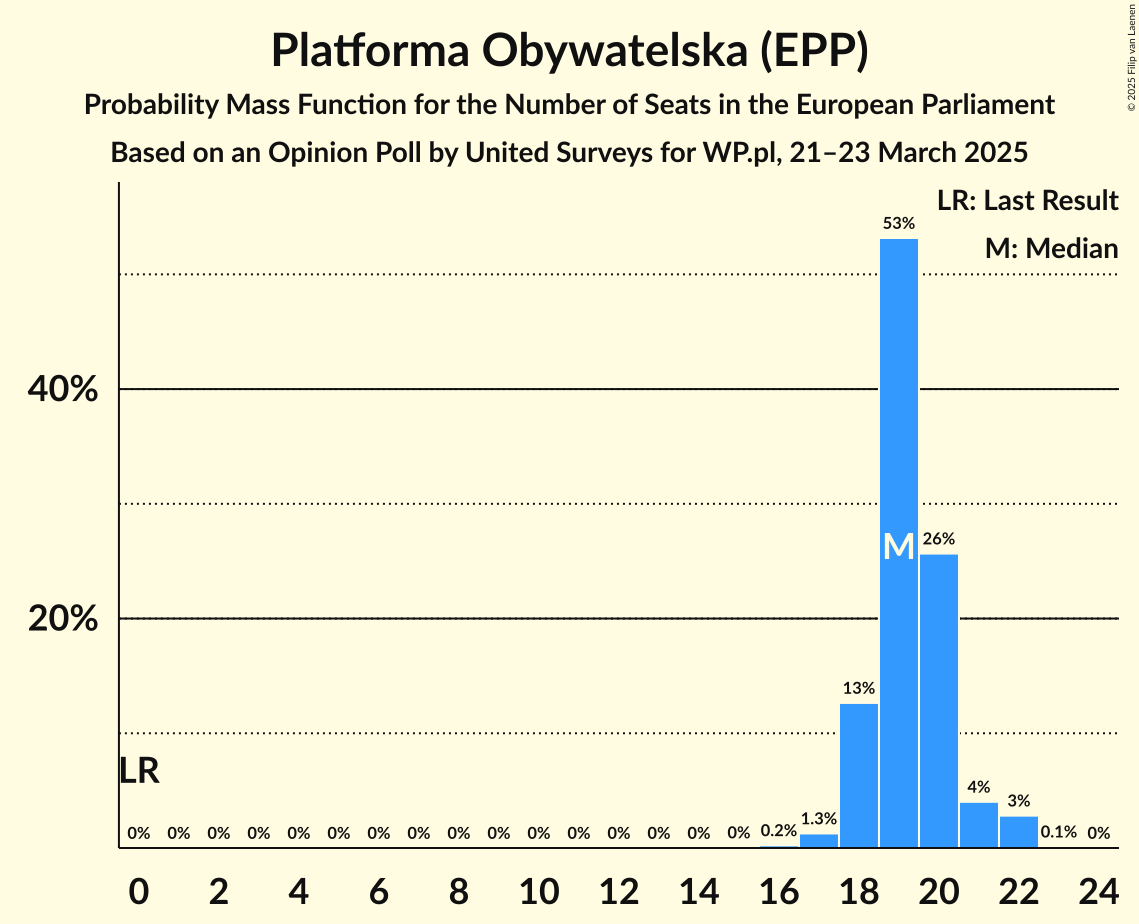 Platforma Obywatelska (EPP)
Probability Mass Function for the Number of Seats in the European Parliament
Based on an Opinion Poll by United Surveys for WP.pl, 21–23 March 2025
© 2025 Filip van Laenen
LR: Last Result
M: Median
53%
40%
M
26%
20%
13%
LR
4%
3%
0% 0% 0% 0% 0% 0% 0% 0% 0% 0% 0% 0% 0% 0% 0% 0% 0.2% 1.3% 0.1% 0%
0 2 4 6 8 10 12 14 16 18 20 22 24